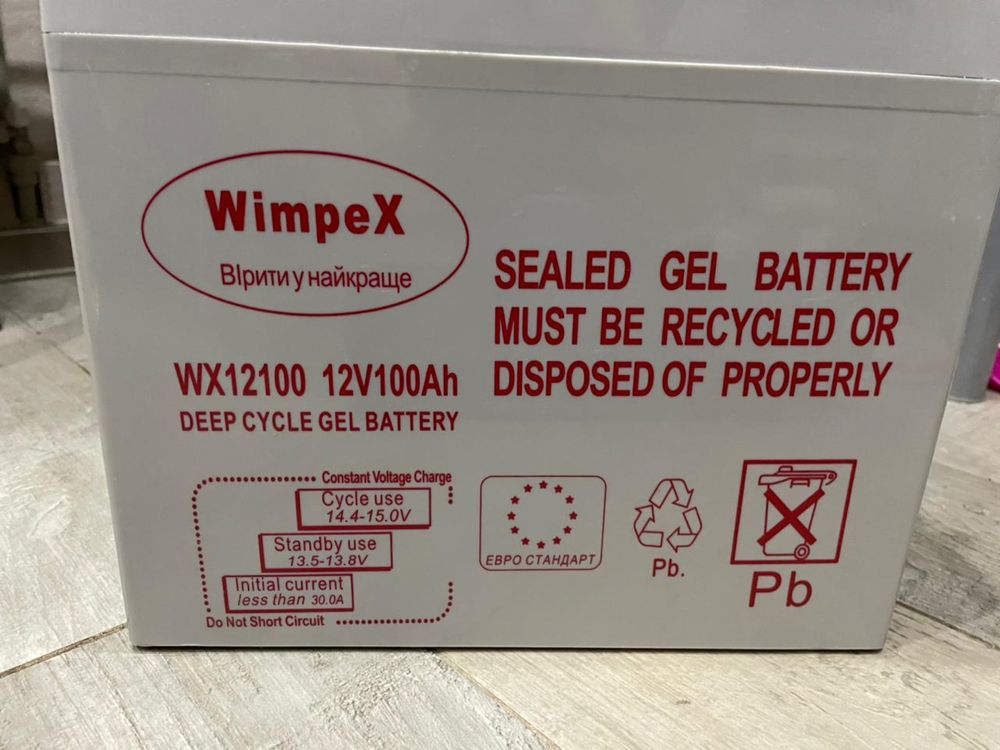 WimpeX
ВІрити у найкраще
WX12100 12V100Ah
DEEP CYCLE GEL BATTERY
SEALED GEL BATTERY
MUST BE RECYCLED OR
DISPOSED OF PROPERLY
Constant Voltage Charge
Cycle use
14.4-15.0V
Standby use
13.5-13.8V
Initial current
less than 30.0A
Do Not Short Circuit
ЕВРО СТАНДАРТ
Pb.
Pb